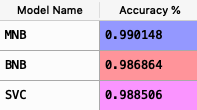 Model Name Accuracy %
MNB 0.990148
BNB 0.986864
SVC 0.988506